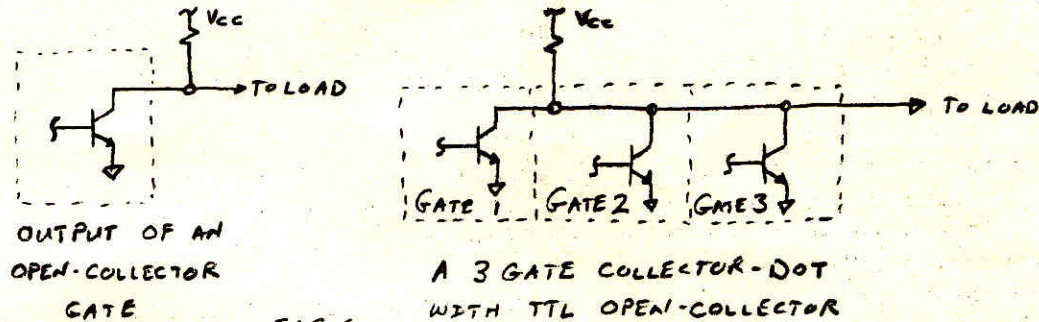 Vcc
TO LOAD
OUTPUT OF AN
OPEN-COLLECTOR
GATE
Vcc
TO LOAD
GATE 1
GATE 2
GATE 3
A 3 GATE COLLECTOR-DOT
WITH TTL OPEN-COLLECTOR